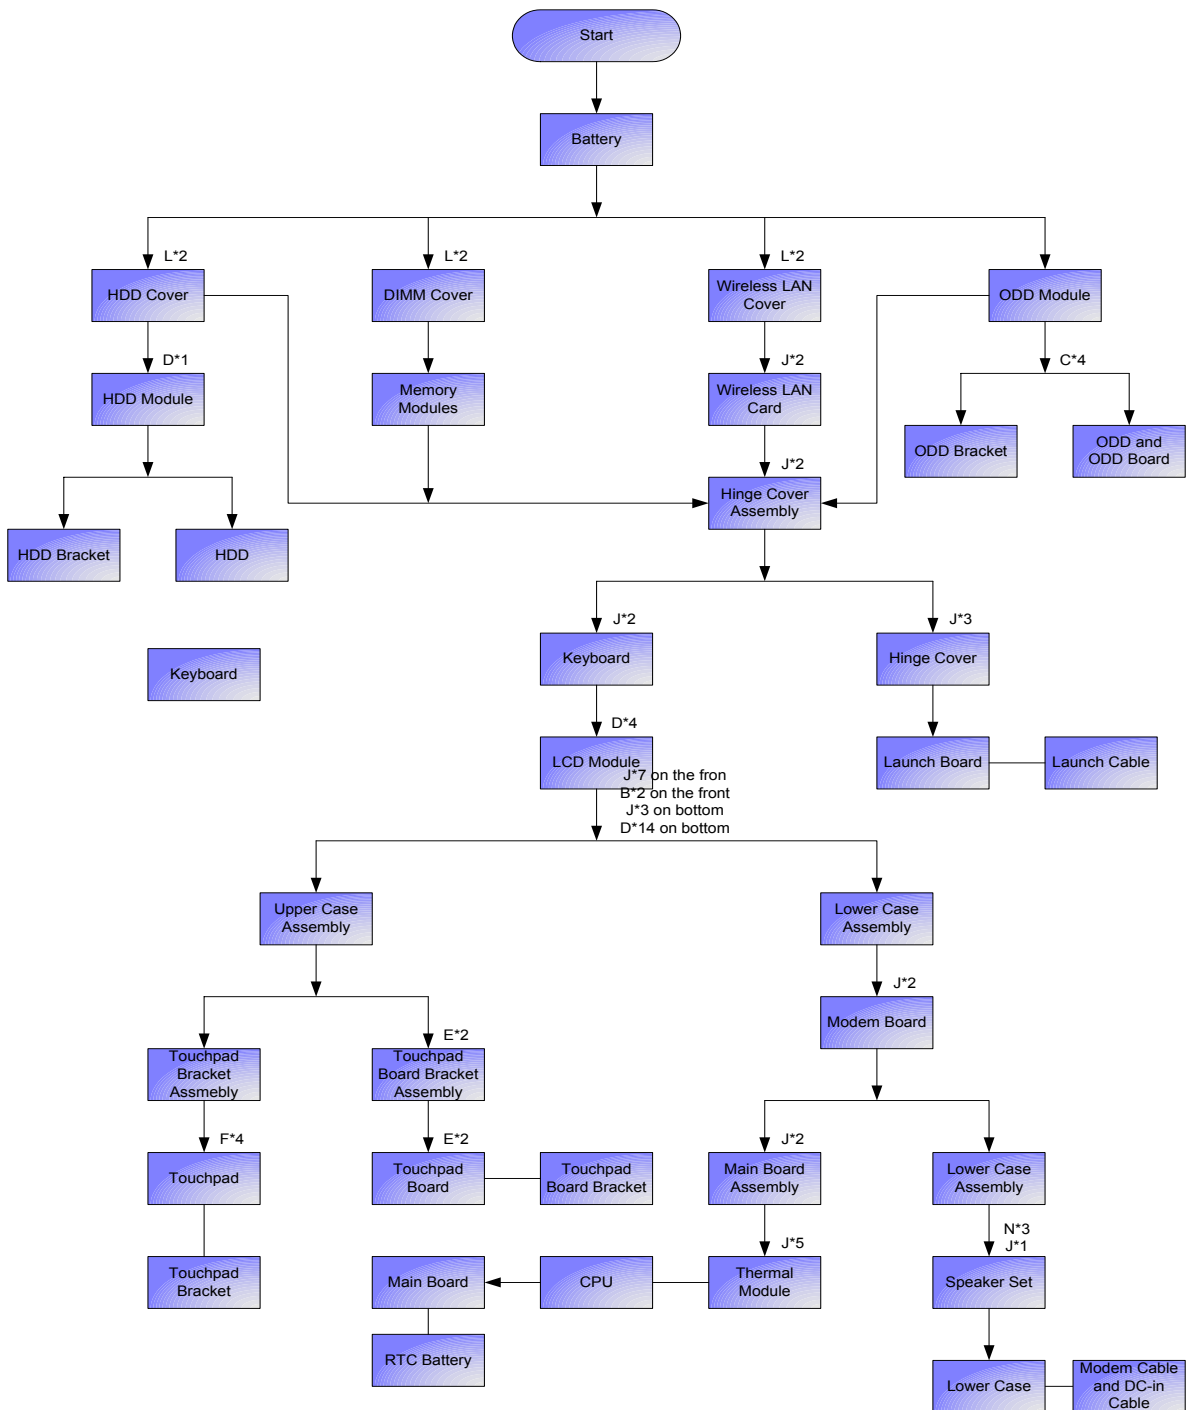 Start
Battery
L*2
L*2
L*2
HDD Cover
DIMM Cover
Wireless LAN
Cover
ODD Module
D*1
J*2
C*4
HDD Module
Memory
Modules
Wireless LAN
Card
ODD Bracket
ODD and
ODD Board
J*2
Hinge Cover
Assembly
HDD Bracket
HDD
J*2
J*3
Keyboard
Keyboard
Hinge Cover
D*4
LCD Module
Launch Board
Launch Cable
J*7 on the fron
B*2 on the front
J*3 on bottom
D*14 on bottom
Upper Case
Assembly
Lower Case
Assembly
J*2
Modem Board
E*2
Touchpad
Bracket
Assmebly
Touchpad
Board Bracket
Assembly
F*4
E*2
J*2
Touchpad
Touchpad
Board
Touchpad
Board Bracket
Main Board
Assembly
Lower Case
Assembly
J*5
N*3
J*1
Touchpad
Bracket
Main Board
CPU
Thermal
Module
Speaker Set
RTC Battery
Lower Case
Modem Cable
and DC-in
Cable